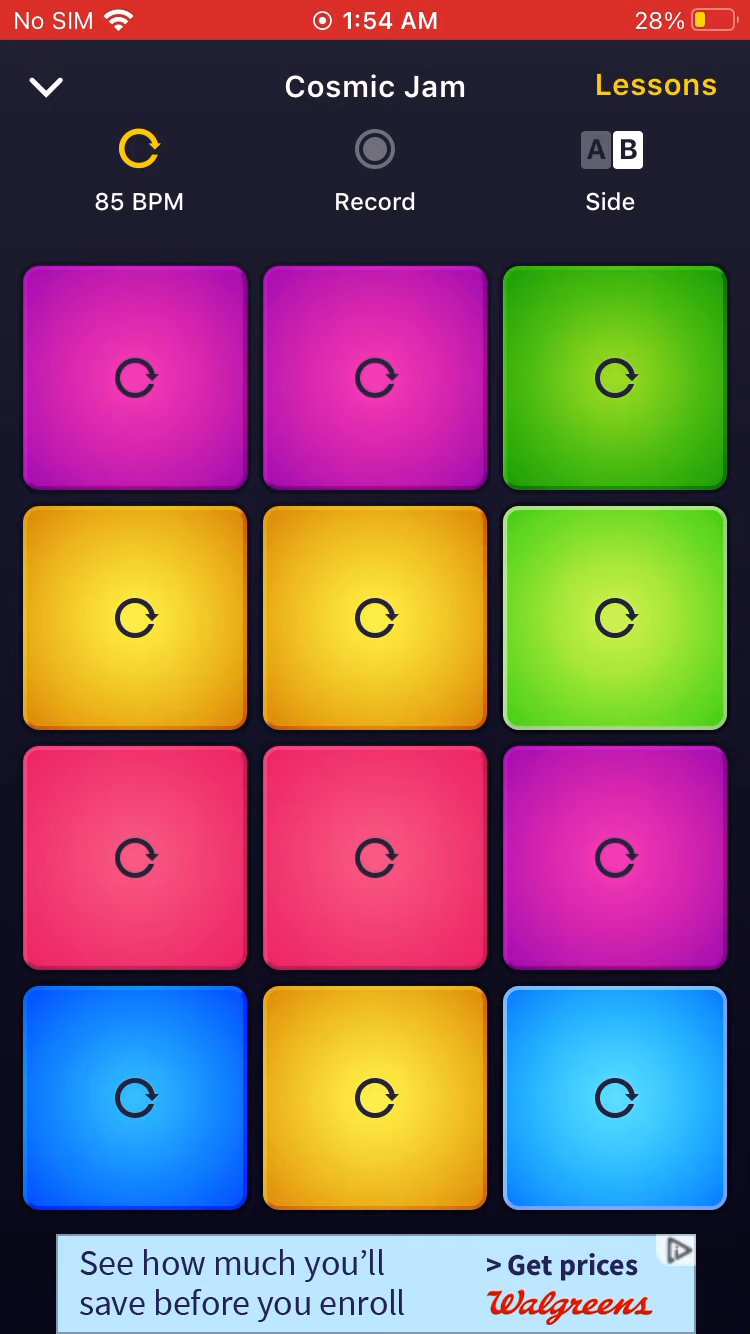 No SIM 1:54 AM 28%
Cosmic Jam Lessons
A B
85 BPM Record Side
See how much you’ll
save before you enroll
> Get prices
Walgreens